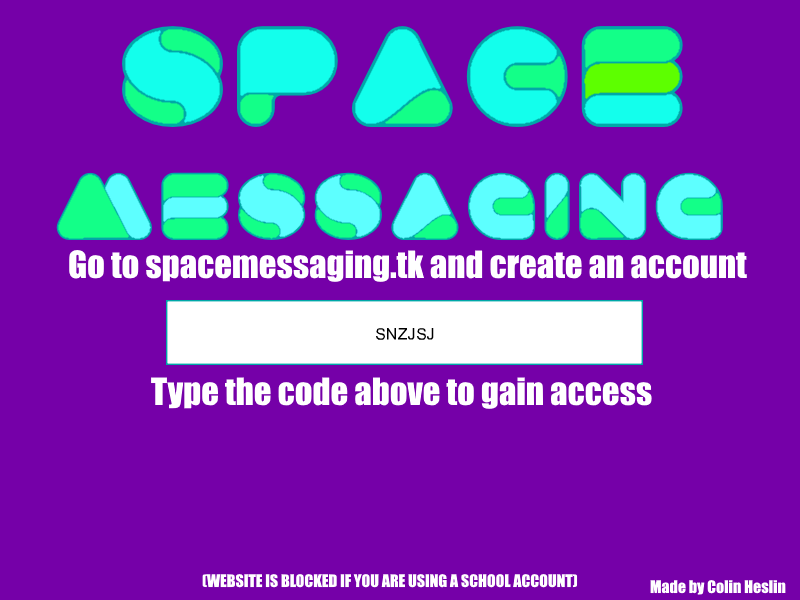 SPACE
MESSAGING
Go to spacemessaging.tk and create an account
SNZJSJ
Type the code above to gain access
(WEBSITE IS BLOCKED IF YOU ARE USING A SCHOOL ACCOUNT)
Made by Colin Heslin